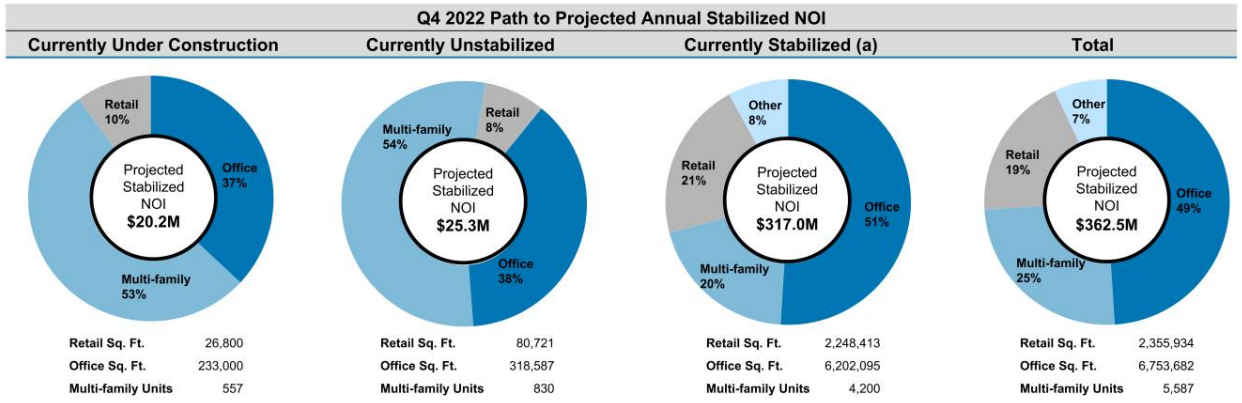 Q4 2022 Path to Projected Annual Stabilized NOI
Currently Under Construction
Currently Unstabilized
Currently Stabilized (a)
Total
Retail
10%
Office
37%
Multi-family
53%
Projected
Stabilized
NOI
$20.2M
Retail Sq. Ft. 26,800
Office Sq. Ft. 233,000
Multi-family Units 557
Multi-family
54%
Retail
8%
Office
38%
Projected
Stabilized
NOI
$25.3M
Retail Sq. Ft. 80,721
Office Sq. Ft. 318,587
Multi-family Units 830
Other
8%
Retail
21%
Office
51%
Multi-family
20%
Projected
Stabilized
NOI
$317.0M
Retail Sq. Ft. 2,248,413
Office Sq. Ft. 6,202,095
Multi-family Units 4,200
Other
7%
Retail
19%
Office
49%
Multi-family
25%
Projected
Stabilized
NOI
$362.5M
Retail Sq. Ft. 2,355,934
Office Sq. Ft. 6,753,682
Multi-family Units 5,587